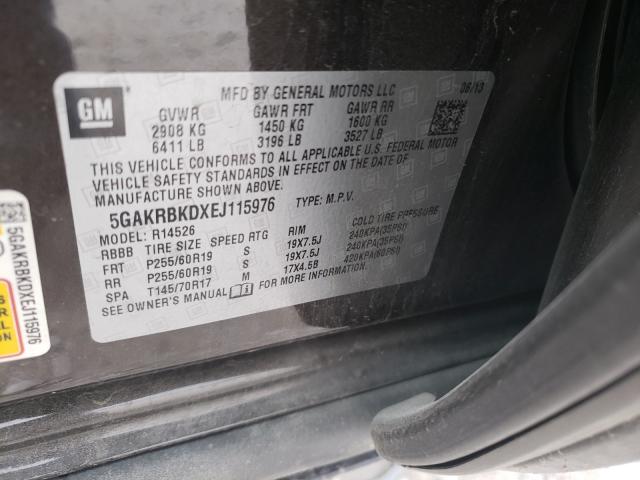 GM
MFD BY GENERAL MOTORS LLC 06/13
GVWR GAWR FRT GAWR RR
2908 KG 1450 KG 1600 KG
6411 LB 3196 LB 3527 LB
THIS VEHICLE CONFORMS TO ALL APPLICABLE U.S. FEDERAL MOTOR
VEHICLE SAFETY STANDARDS IN EFFECT ON THE DATE OF
MANUFACTURE SHOWN ABOVE.
5GAKRBKDXEJ115976 TYPE: M.P.V.
MODEL: R14526
RBBB TIRE SIZE SPEED RTG RIM COLD TIRE PRESSURE
FRT P255/60R19 S 19X7.5J 240KPA(35PSI)
RR P255/60R19 S 19X7.5J 240KPA(35PSI)
SPA T145/70R17 M 17X4.5B 420KPA(60PSI)
SEE OWNER'S MANUAL FOR MORE INFORMATION.
5GAKRBKDXEJ115976